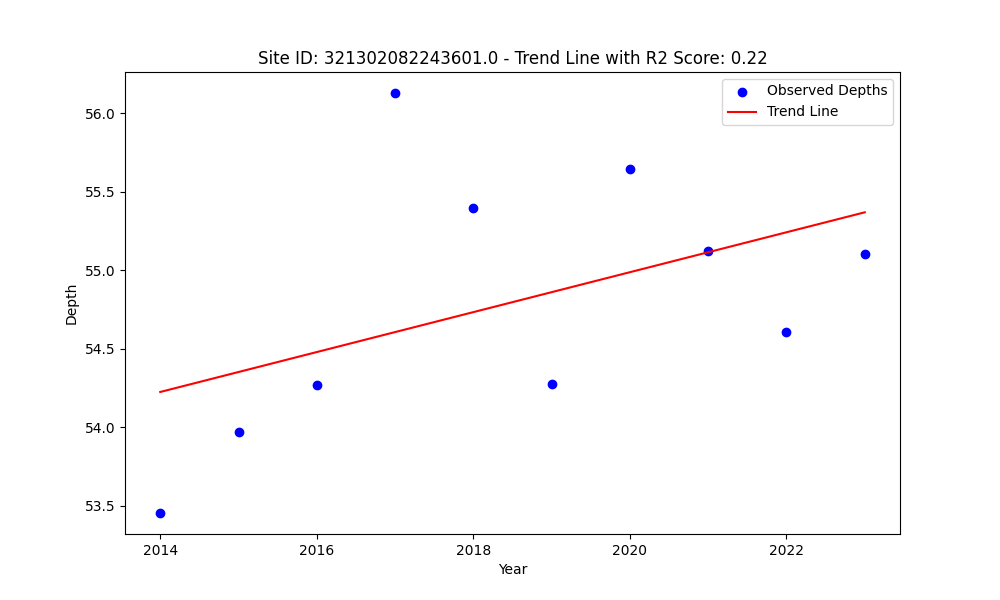 Site ID: 321302082243601.0 - Trend Line with R2 Score: 0.22
Observed Depths
Trend Line
56.0
55.5
55.0
54.5
54.0
53.5
Depth
2014 2016 2018 2020 2022
Year